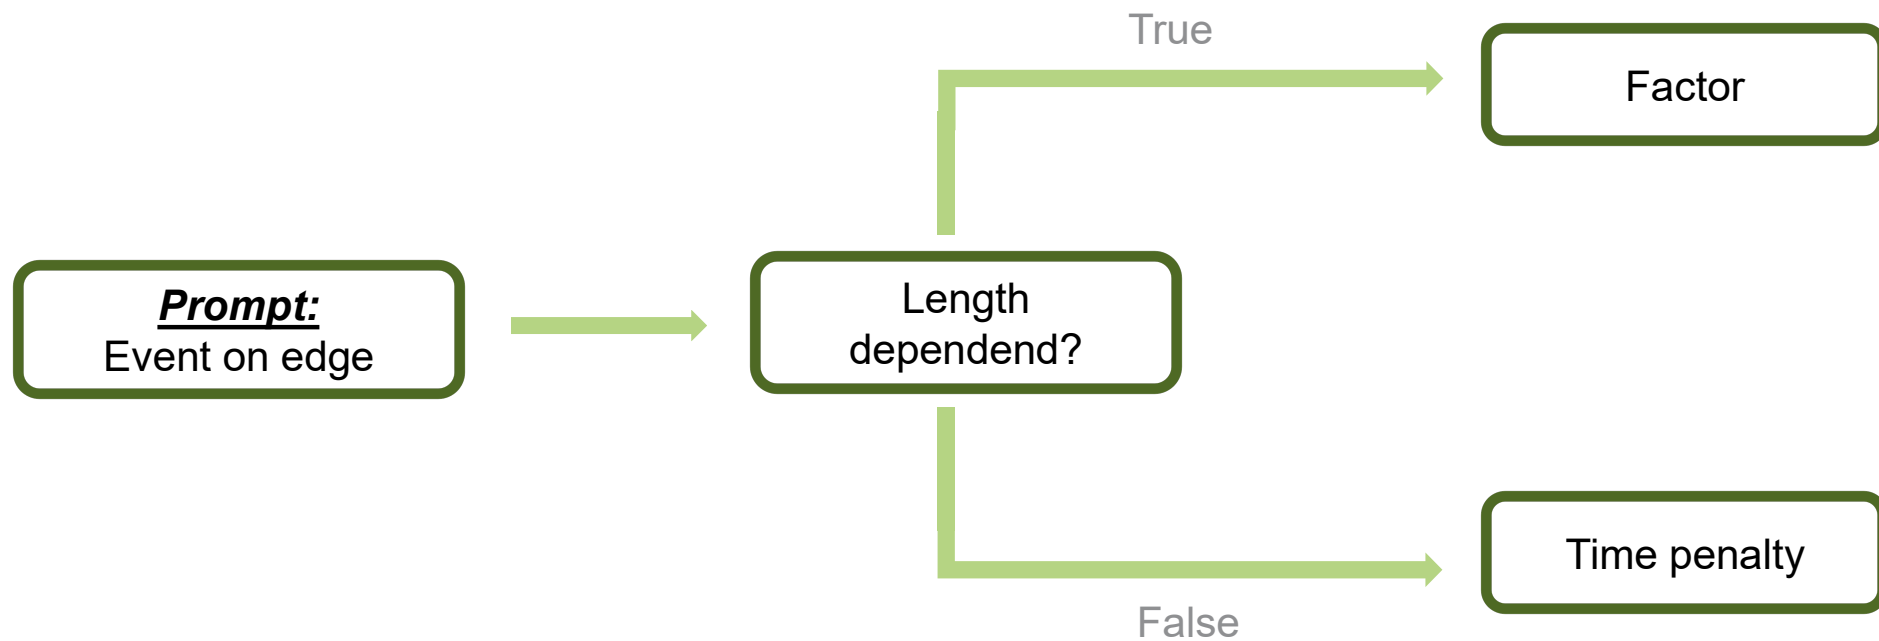 True
Factor
Prompt:
Event on edge
Length
dependend?
Time penalty
False